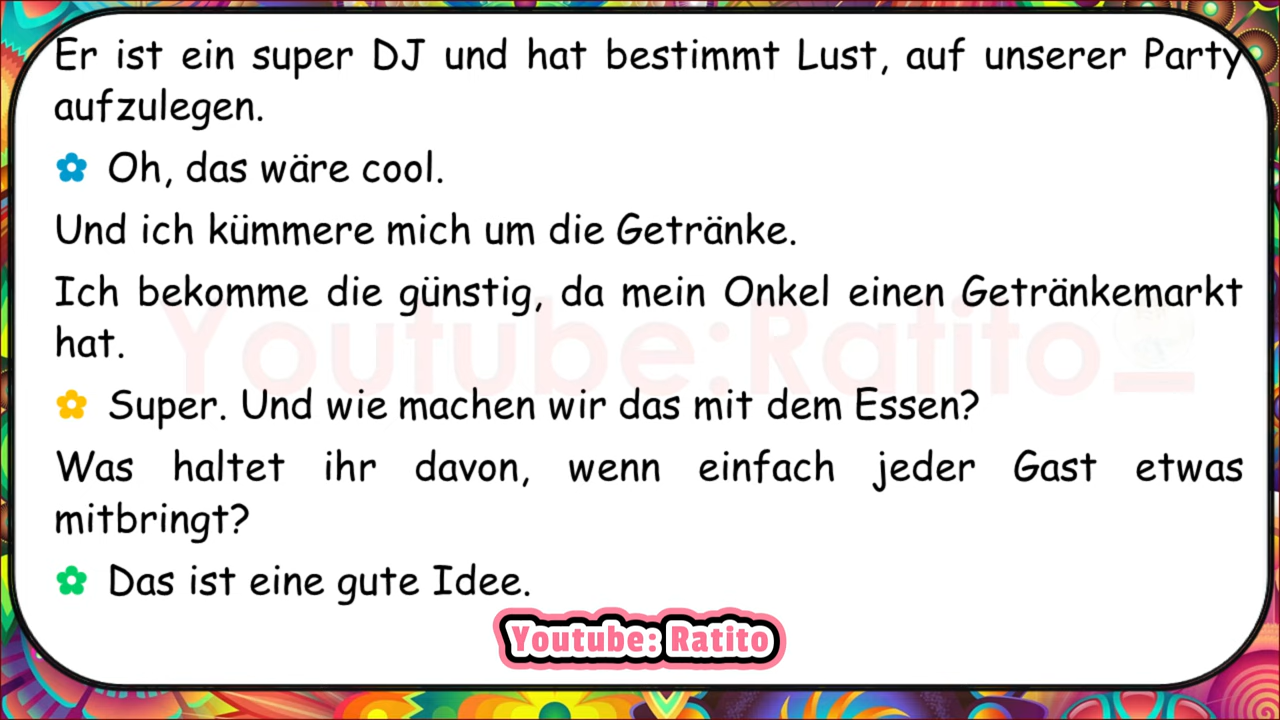 Er ist ein super DJ und hat bestimmt Lust, auf unserer Party
aufzulegen.
Oh, das wäre cool.
Und ich kümmere mich um die Getränke.
Ich bekomme die günstig, da mein Onkel einen Getränkemarkt
hat.
Youtube:Ratito
Super. Und wie machen wir das mit dem Essen?
Was haltet ihr davon, wenn einfach jeder Gast etwas
mitbringt?
Das ist eine gute Idee.
Youtube: Ratito